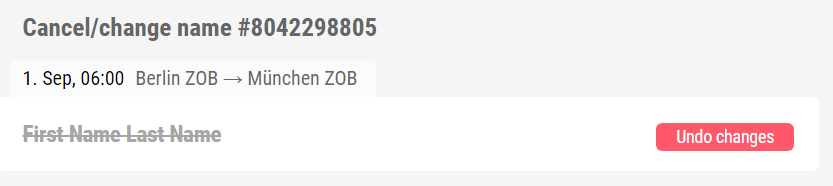 Cancel/change name #8042298805
1. Sep, 06:00 Berlin ZOB → München ZOB
First Name Last Name
Undo changes